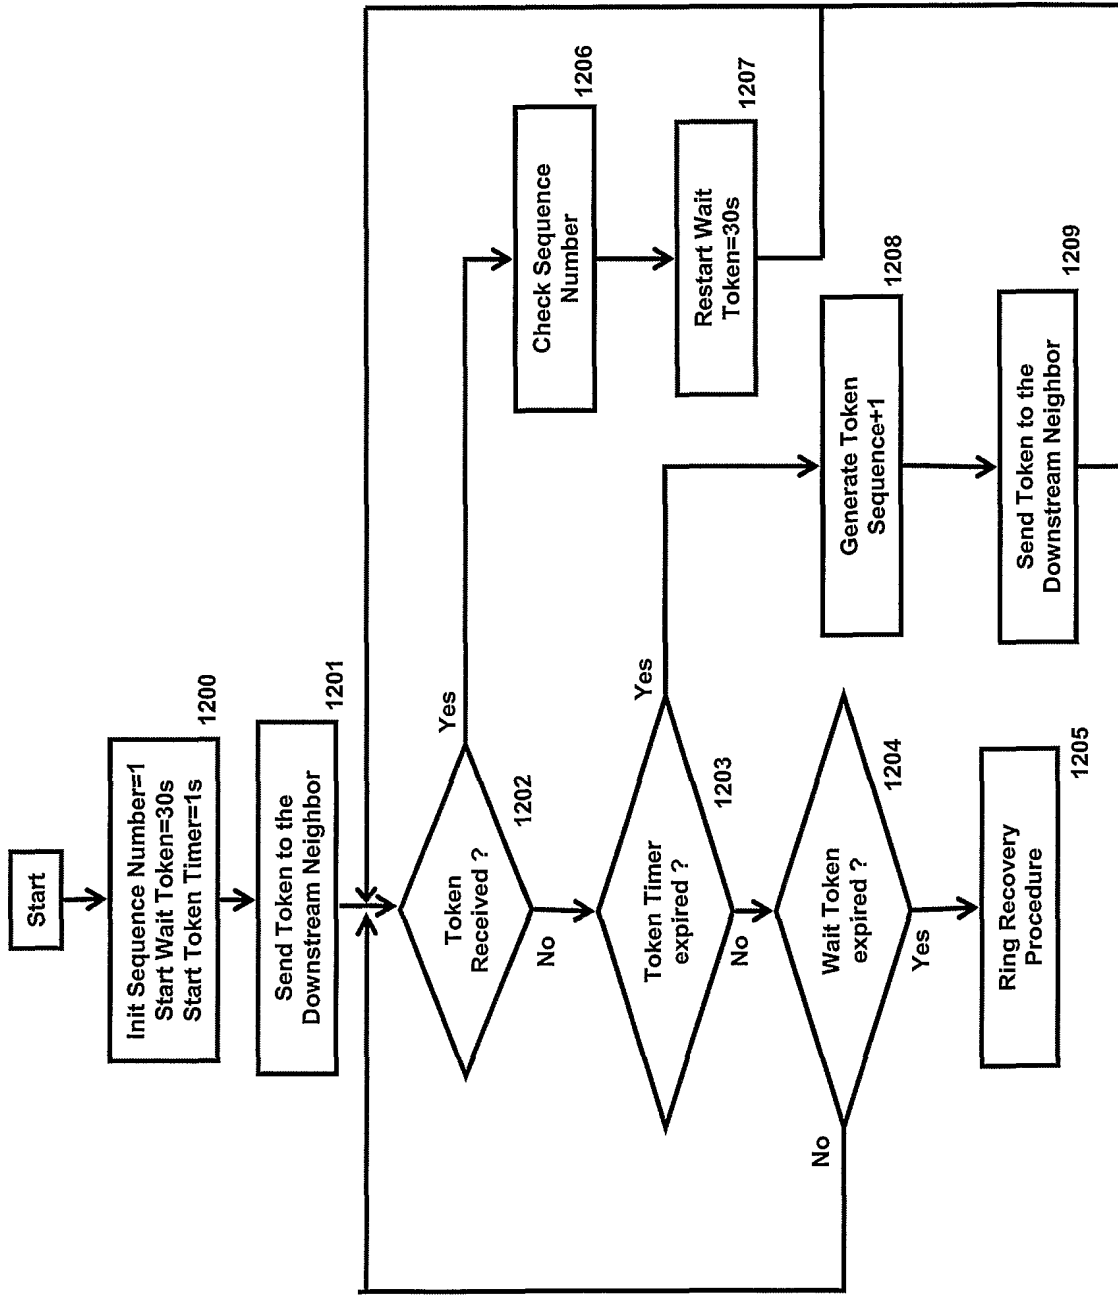 Start
Init Sequence Number=1
Start Wait Token=30s
Start Token Timer=1s
1200
Send Token to the
Downstream Neighbor
1201
Token
Received ?
1202
Yes
No
Check Sequence
Number
1206
Restart Wait
Token=30s
1207
Token Timer
expired ?
1203
Yes
No
Generate Token
Sequence+1
1208
Send Token to the
Downstream Neighbor
1209
Wait Token
expired ?
1204
No
Yes
Ring Recovery
Procedure
1205